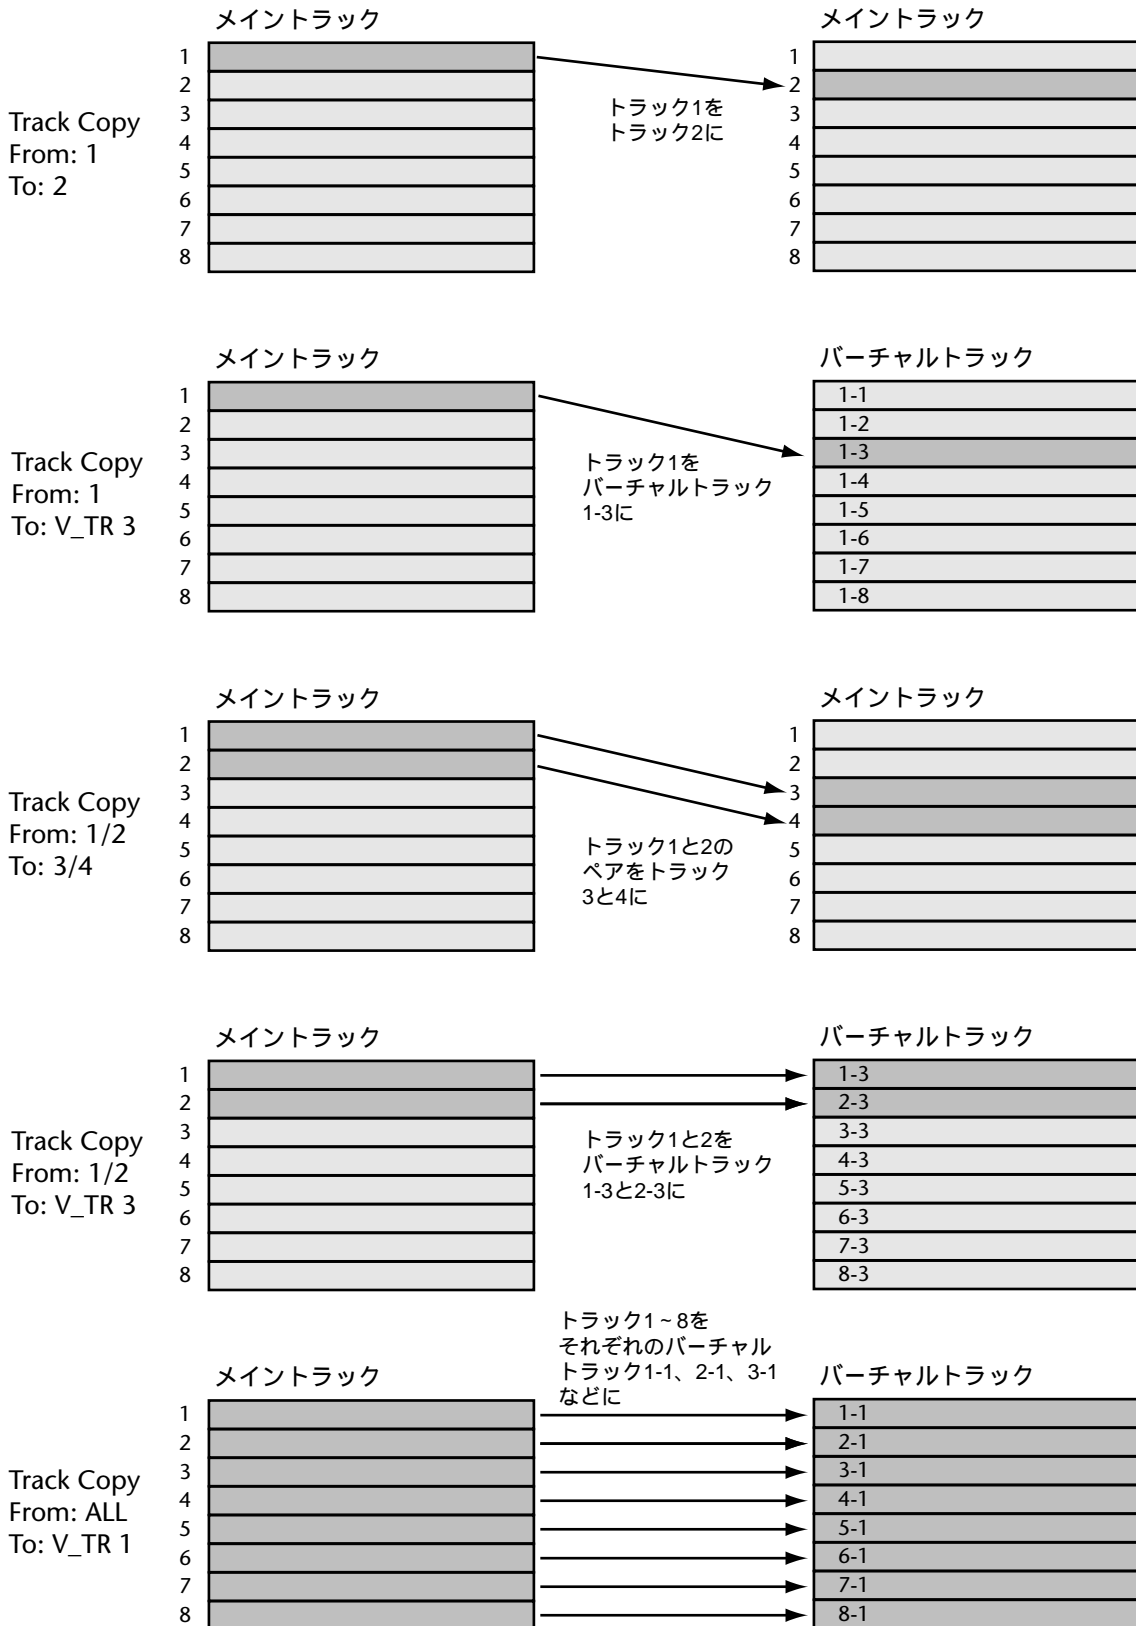 メイントラック
メイントラック
Track Copy
From: 1
To: 2
1
2
3
4
5
6
7
8
トラック1を
トラック2に
1
2
3
4
5
6
7
8
メイントラック
バーチャルトラック
Track Copy
From: 1
To: V_TR 3
1
2
3
4
5
6
7
8
トラック1を
バーチャルトラック
1-3に
1-1
1-2
1-3
1-4
1-5
1-6
1-7
1-8
メイントラック
メイントラック
Track Copy
From: 1/2
To: 3/4
1
2
3
4
5
6
7
8
トラック1と2の
ペアをトラック
3と4に
1
2
3
4
5
6
7
8
メイントラック
バーチャルトラック
Track Copy
From: 1/2
To: V_TR 3
1
2
3
4
5
6
7
8
トラック1と2を
バーチャルトラック
1-3と2-3に
1-3
2-3
3-3
4-3
5-3
6-3
7-3
8-3
メイントラック
トラック1~8を
それぞれのバーチャル
トラック1-1、2-1、3-1
などに
バーチャルトラック
Track Copy
From: ALL
To: V_TR 1
1
2
3
4
5
6
7
8
1-1
2-1
3-1
4-1
5-1
6-1
7-1
8-1